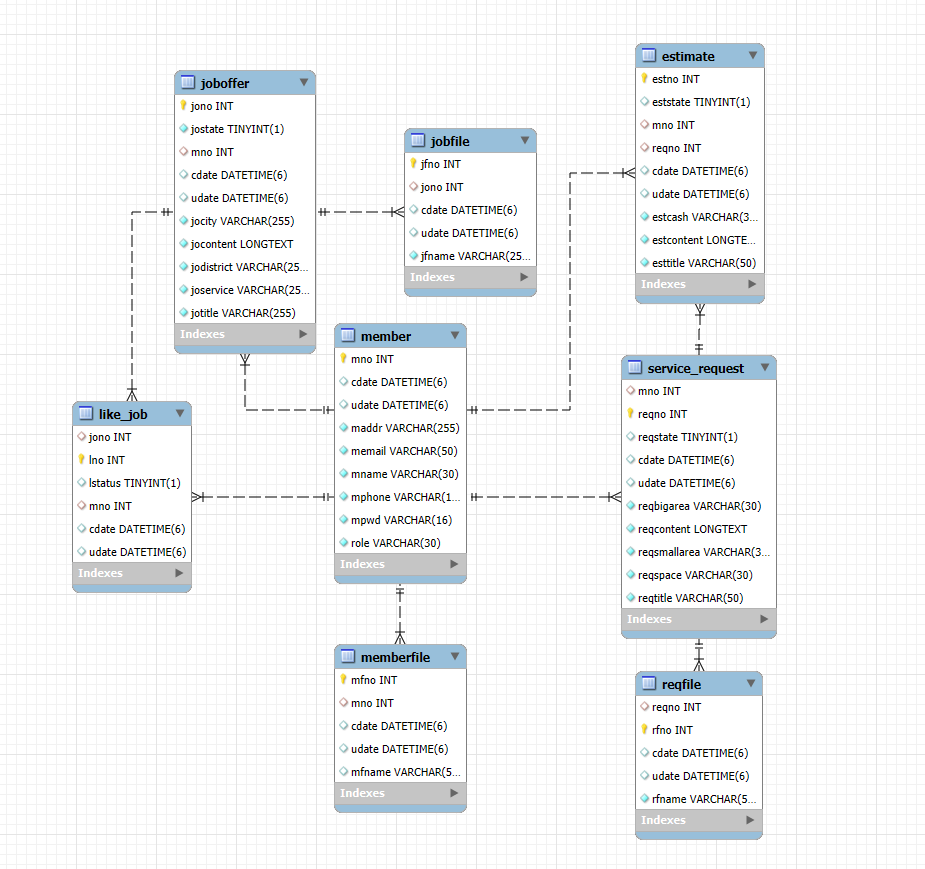 joboffer
jono INT
jostate TINYINT(1)
mno INT
cdate DATETIME(6)
udate DATETIME(6)
jocity VARCHAR(255)
jocontent LONGTEXT
jodistrict VARCHAR(25...
joservice VARCHAR(25...
jotitle VARCHAR(255)
Indexes
jobfile
jfno INT
jono INT
cdate DATETIME(6)
udate DATETIME(6)
jfname VARCHAR(25...
Indexes
estimate
estno INT
eststate TINYINT(1)
mno INT
reqno INT
cdate DATETIME(6)
udate DATETIME(6)
estcash VARCHAR(3...
estcontent LONGTE...
esttitle VARCHAR(50)
Indexes
like_job
jono INT
lno INT
lstatus TINYINT(1)
mno INT
cdate DATETIME(6)
udate DATETIME(6)
Indexes
member
mno INT
cdate DATETIME(6)
udate DATETIME(6)
maddr VARCHAR(255)
memail VARCHAR(50)
mname VARCHAR(30)
mphone VARCHAR(1...
mpwd VARCHAR(16)
role VARCHAR(30)
Indexes
service_request
mno INT
reqno INT
reqstate TINYINT(1)
cdate DATETIME(6)
udate DATETIME(6)
reqbigarea VARCHAR(30)
reqcontent LONGTEXT
reqsmallarea VARCHAR(3...
reqspace VARCHAR(30)
reqtitle VARCHAR(50)
Indexes
memberfile
mfno INT
mno INT
cdate DATETIME(6)
udate DATETIME(6)
mfname VARCHAR(5...
Indexes
reqfile
reqno INT
rfno INT
cdate DATETIME(6)
udate DATETIME(6)
rfname VARCHAR(5...
Indexes